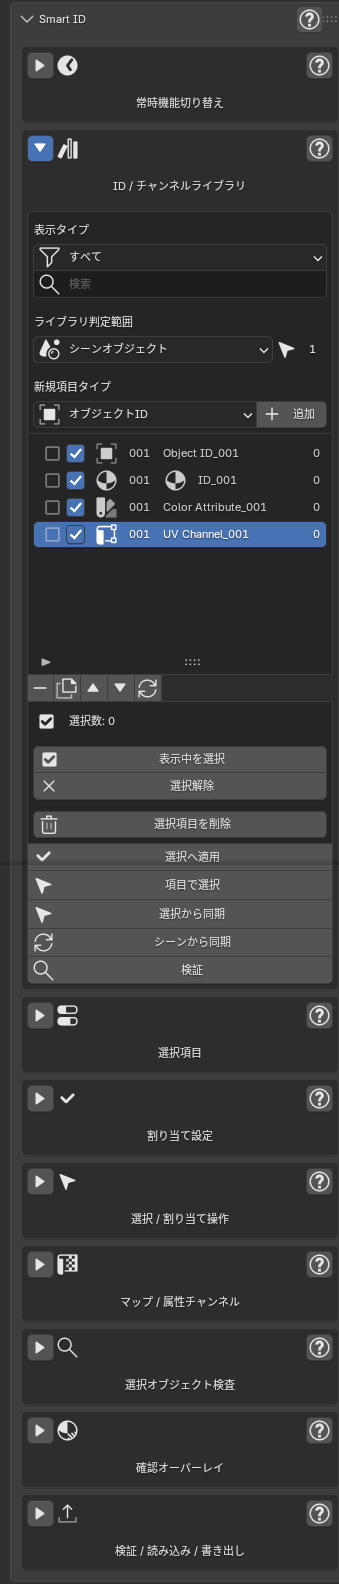 Smart ID
常時機能切り替え
ID / チャンネルライブラリ
表示タイプ
すべて
検索
ライブラリ判定範囲
シーンオブジェクト 1
新規項目タイプ
オブジェクトID 追加
001 Object ID_001 0
001 ID_001 0
001 Color Attribute_001 0
001 UV Channel_001 0
選択数: 0
表示中を選択
選択解除
選択項目を削除
選択へ適用
項目で選択
選択から同期
シーンから同期
検証
選択項目
割り当て設定
選択 / 割り当て操作
マップ / 属性チャンネル
選択オブジェクト検査
確認オーバーレイ
検証 / 読み込み / 書き出し